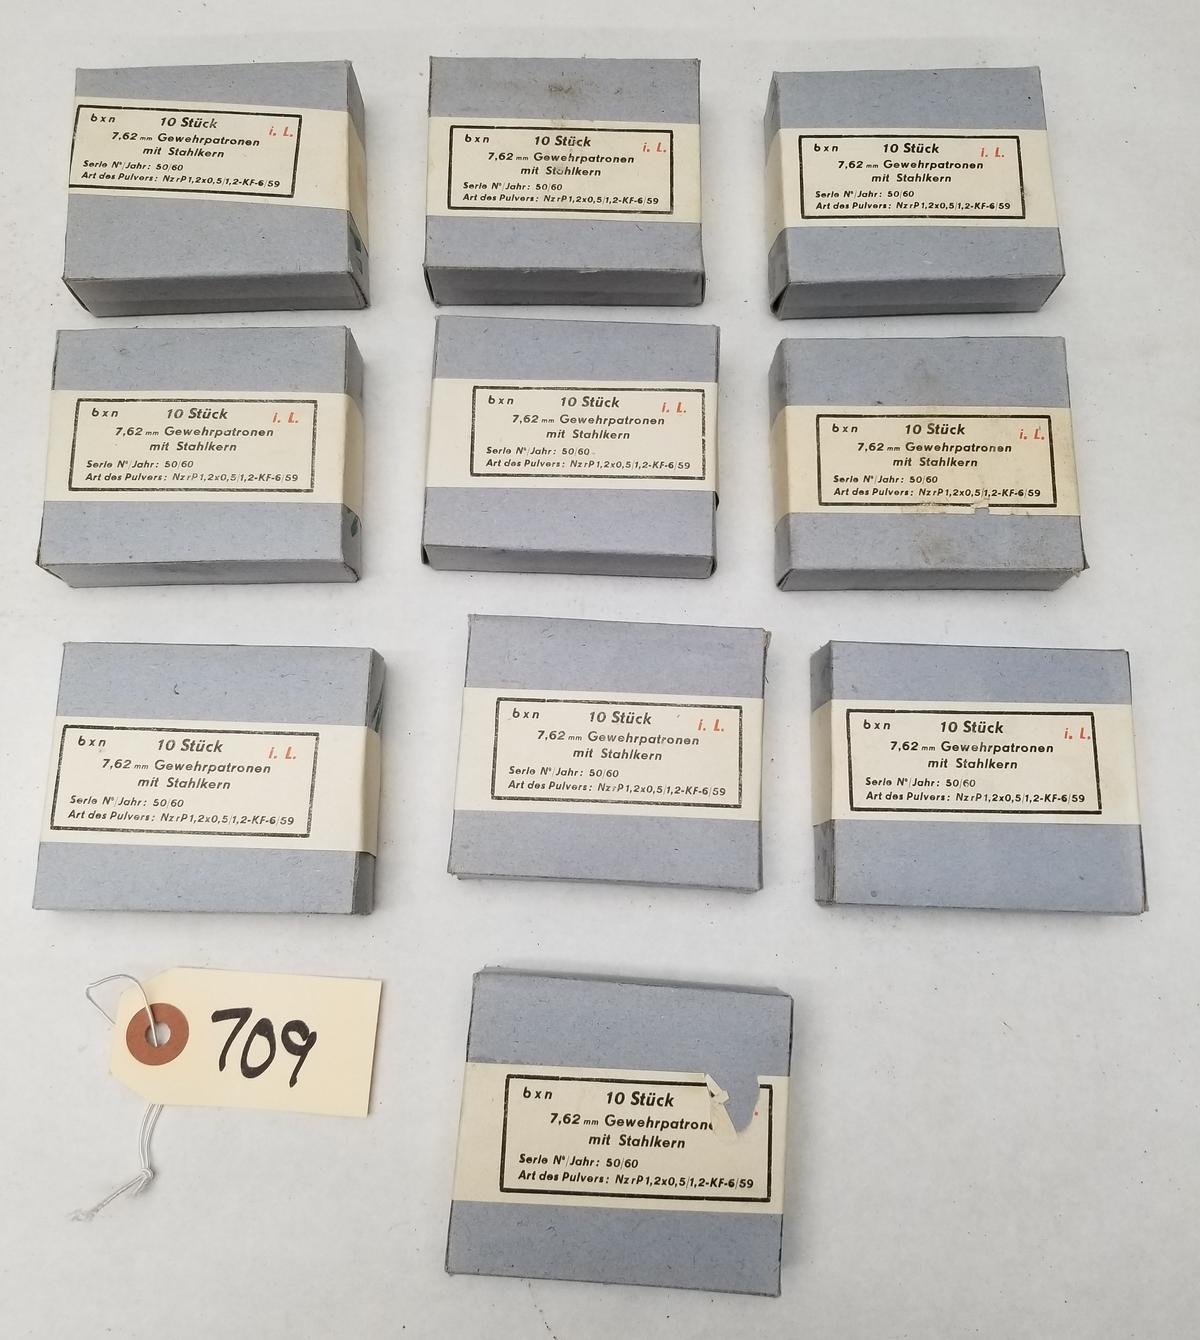 bxn 10 Stück i. L.
7,62 mm Gewehrpatronen
mit Stahlkern
Serie Nº/Jahr: 50/60
Art des Pulvers: NzrP1,2x0,5/1,2-KF-6/59
bxn 10 Stück i. L.
7,62 mm Gewehrpatronen
mit Stahlkern
Serie Nº/Jahr: 50/60
Art des Pulvers: NzrP1,2x0,5/1,2-KF-6/59
bxn 10 Stück i. L.
7,62 mm Gewehrpatronen
mit Stahlkern
Serie Nº/Jahr: 50/60
Art des Pulvers: NzrP1,2x0,5/1,2-KF-6/59
bxn 10 Stück i. L.
7,62 mm Gewehrpatronen
mit Stahlkern
Serie Nº/Jahr: 50/60
Art des Pulvers: NzrP1,2x0,5/1,2-KF-6/59
bxn 10 Stück i. L.
7,62 mm Gewehrpatronen
mit Stahlkern
Serie Nº/Jahr: 50/60
Art des Pulvers: NzrP1,2x0,5/1,2-KF-6/59
bxn 10 Stück i. L.
7,62 mm Gewehrpatronen
mit Stahlkern
Serie Nº/Jahr: 50/60
Art des Pulvers: NzrP1,2x0,5/1,2-KF-6/59
bxn 10 Stück i. L.
7,62 mm Gewehrpatronen
mit Stahlkern
Serie Nº/Jahr: 50/60
Art des Pulvers: NzrP1,2x0,5/1,2-KF-6/59
bxn 10 Stück i. L.
7,62 mm Gewehrpatronen
mit Stahlkern
Serie Nº/Jahr: 50/60
Art des Pulvers: NzrP1,2x0,5/1,2-KF-6/59
bxn 10 Stück i. L.
7,62 mm Gewehrpatronen
mit Stahlkern
Serie Nº/Jahr: 50/60
Art des Pulvers: NzrP1,2x0,5/1,2-KF-6/59
709
bxn 10 Stück
7,62 mm Gewehrpatrone
mit Stahlkern
Serie Nº/Jahr: 50/60
Art des Pulvers: NzrP1,2x0,5/1,2-KF-6/59